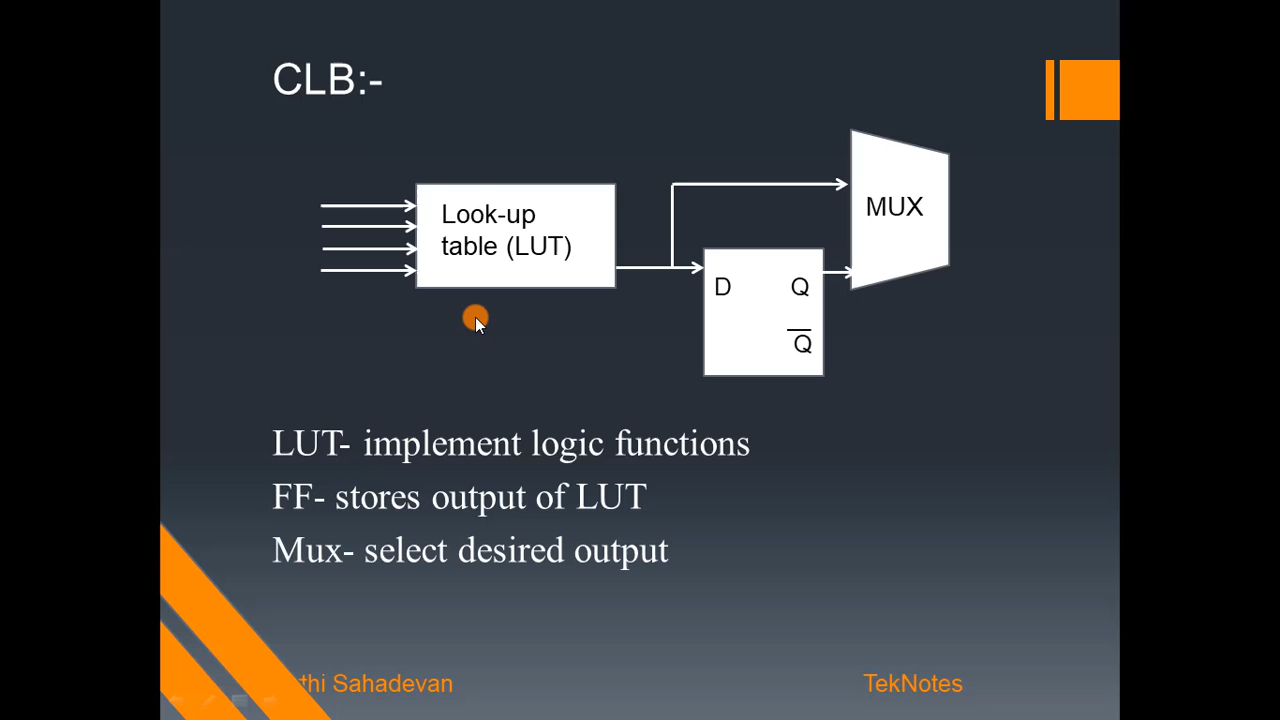 CLB:-
Look-up
table (LUT)
MUX
D Q
Q̅
LUT- implement logic functions
FF- stores output of LUT
Mux- select desired output
Sahadevan
TekNotes